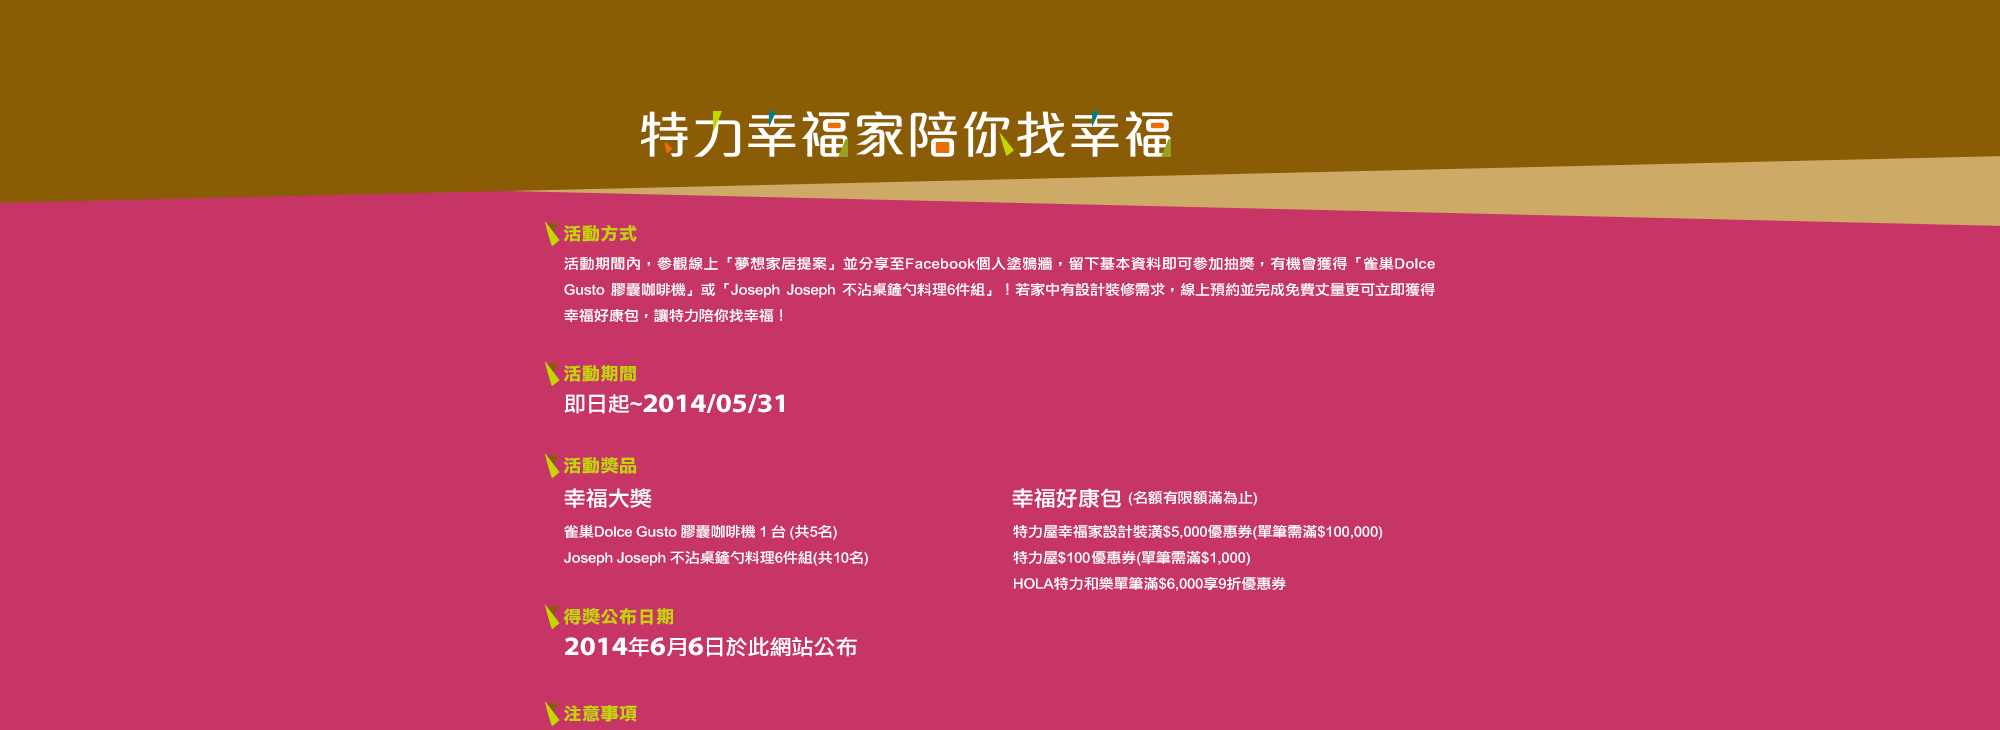 特力幸福家陪你找幸福
活動方式
活動期間內，參觀線上「夢想家居提案」並分享至Facebook個人塗鴉牆，留下基本資料即可參加抽獎，有機會獲得「雀巢Dolce
Gusto 膠囊咖啡機」或「Joseph Joseph 不沾桌鏟勺料理6件組」！若家中有設計裝修需求，線上預約並完成免費丈量更可立即獲得
幸福好康包，讓特力陪你找幸福！
活動期間
即日起~2014/05/31
活動獎品
幸福大獎
雀巢Dolce Gusto 膠囊咖啡機 1 台 (共5名)
Joseph Joseph 不沾桌鏟勺料理6件組(共10名)
幸福好康包 (名額有限額滿為止)
特力屋幸福家設計裝潢$5,000優惠券(單筆需滿$100,000)
特力屋$100優惠券(單筆需滿$1,000)
HOLA特力和樂單筆滿$6,000享9折優惠券
得獎公布日期
2014年6月6日於此網站公布
注意事項